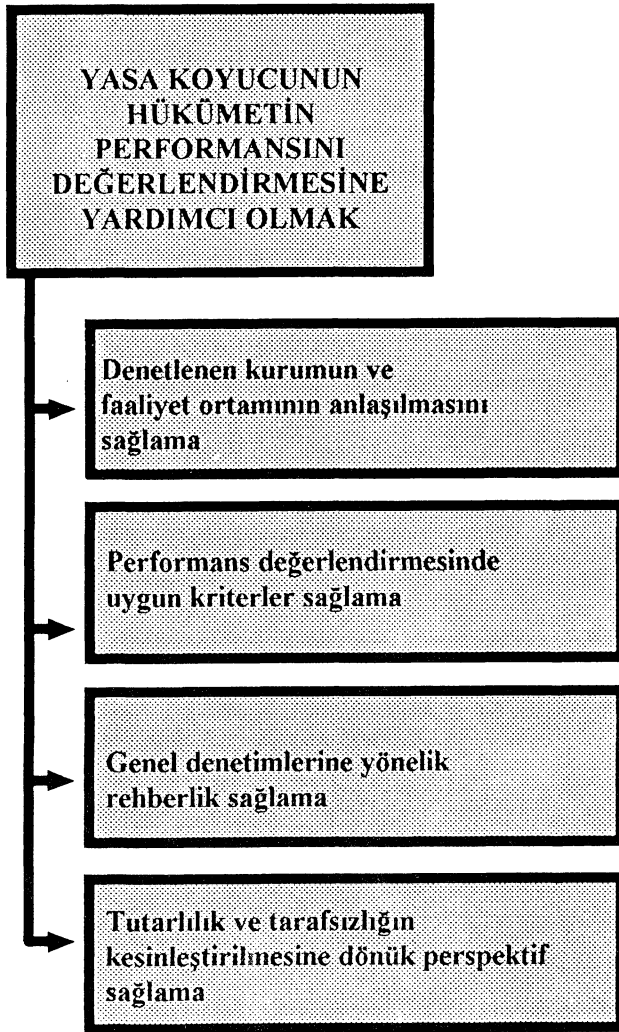 YASA KOYUCUNUN
HÜKÜMETİN
PERFORMANSINI
DEĞERLENDİRMESİNE
YARDIMCI OLMAK
Denetlenen kurumun ve
faaliyet ortamının anlaşılmasını
sağlama
Performans değerlendirmesinde
uygun kriterler sağlama
Genel denetimlerine yönelik
rehberlik sağlama
Tutarlılık ve tarafsızlığın
kesinleştirilmesine dönük perspektif
sağlama